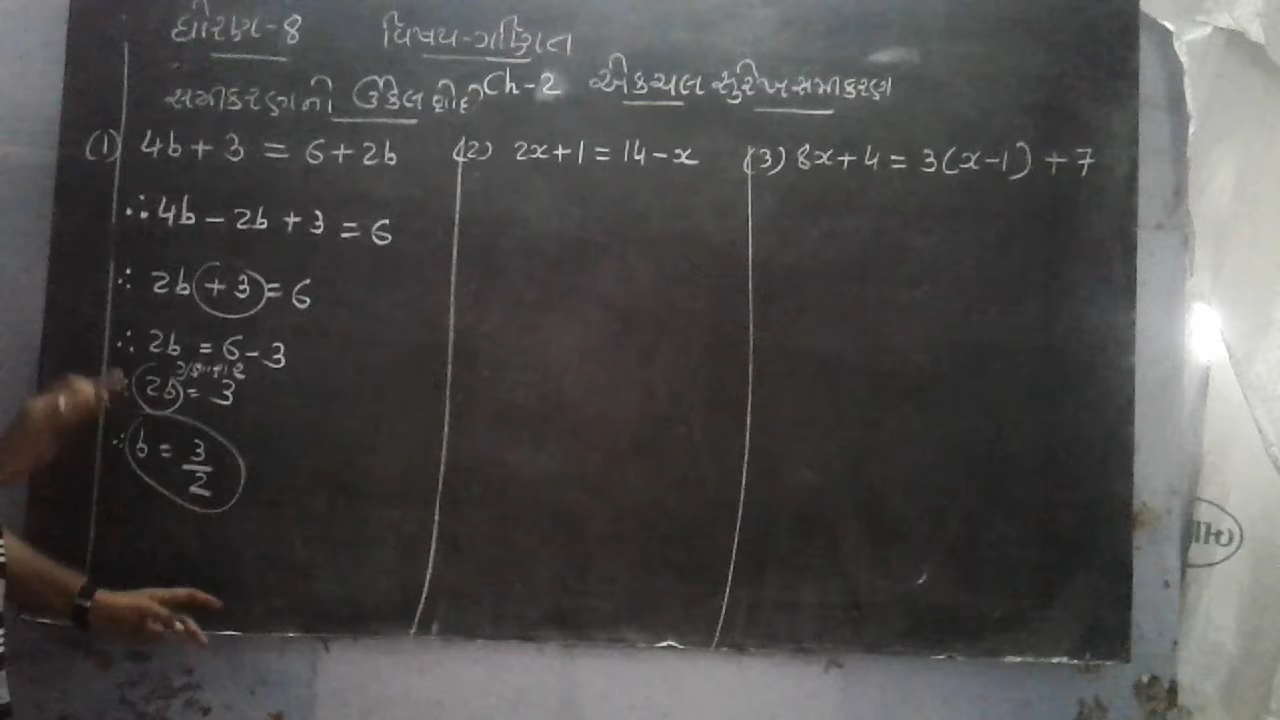 ધોરણ-8 વિષય-ગણિત
Ch-2 એકચલ સુરેખ સમીકરણ
સમીકરણનો ઉકેલ શોધો
(1) 4b + 3 = 6 + 2b
∴ 4b - 2b + 3 = 6
∴ 2b + 3 = 6
∴ 2b = 6 - 3
∴ 2b = 3
∴ b = 3/2
(2) 2x + 1 = 14 - x
(3) 8x + 4 = 3(x-1) + 7